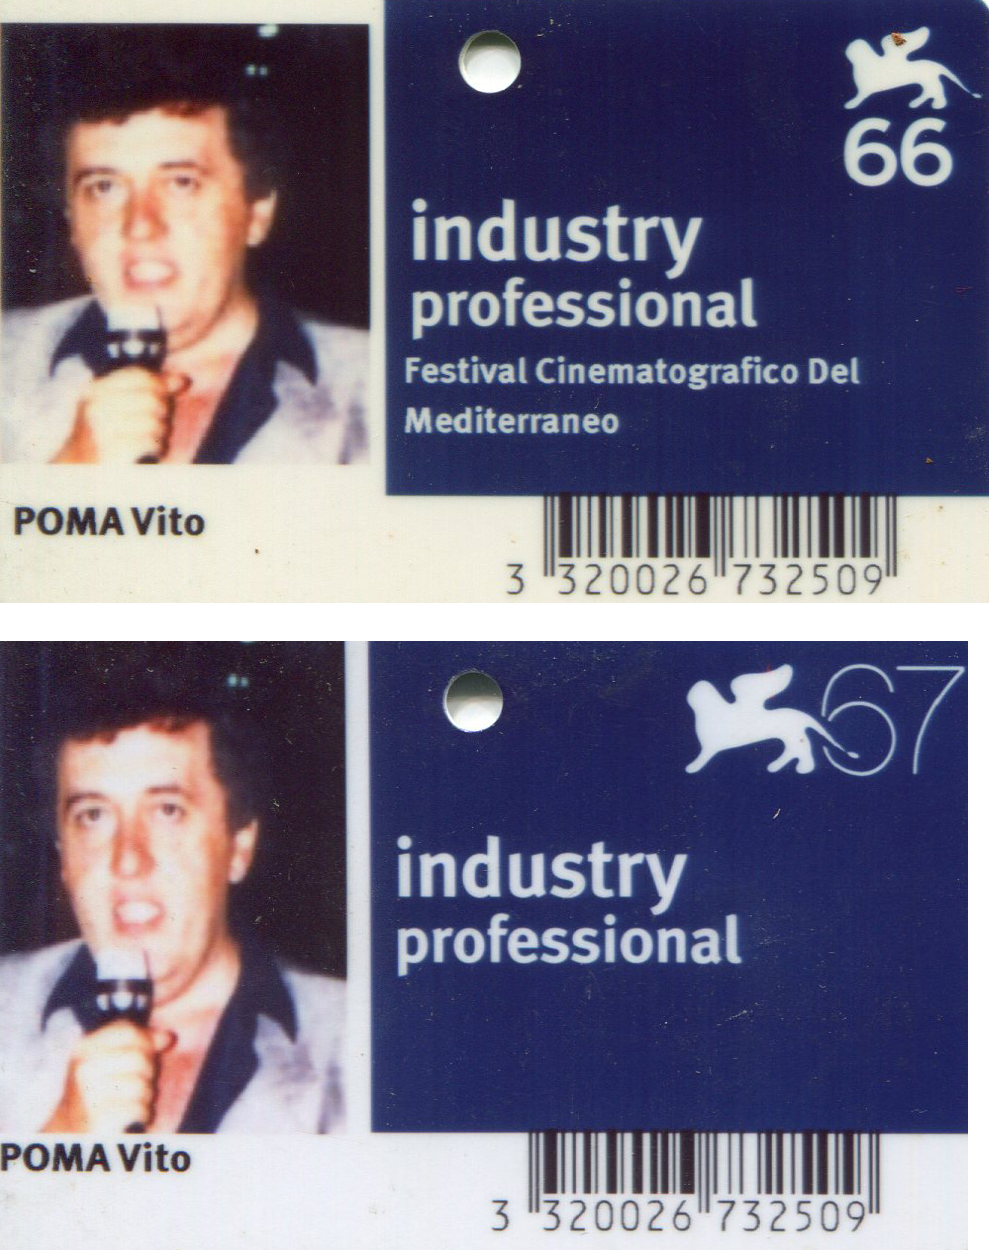 66
industry
professional
Festival Cinematografico Del
Mediterraneo
POMA Vito
3 320026 732509
67
industry
professional
POMA Vito
3 320026 732509